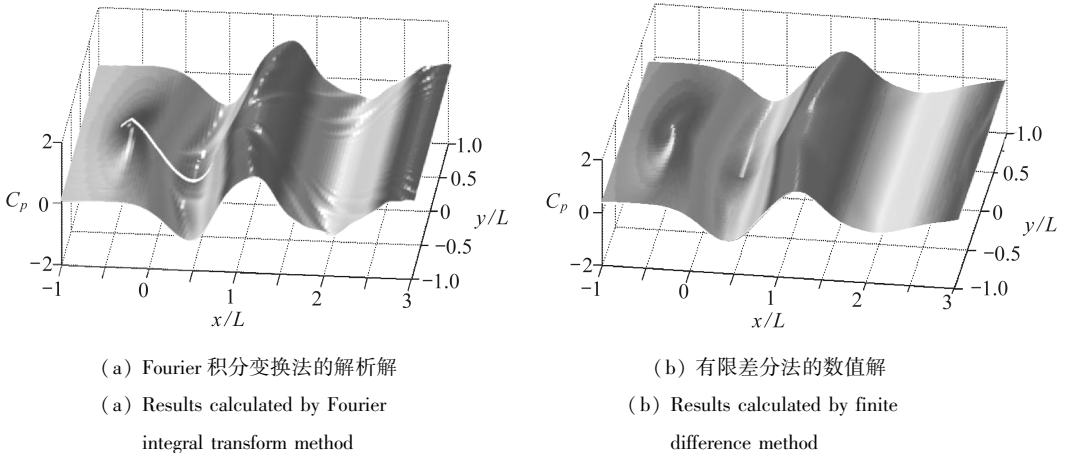 2
0
−2
C_p
−1
0
1
2
3
x/L
1.0
0.5
0
−0.5
−1.0
y/L
2
0
−2
C_p
−1
0
1
2
3
x/L
1.0
0.5
0
−0.5
−1.0
y/L
(a) Fourier 积分变换法的解析解
(a) Results calculated by Fourier
integral transform method
(b) 有限差分法的数值解
(b) Results calculated by finite
difference method